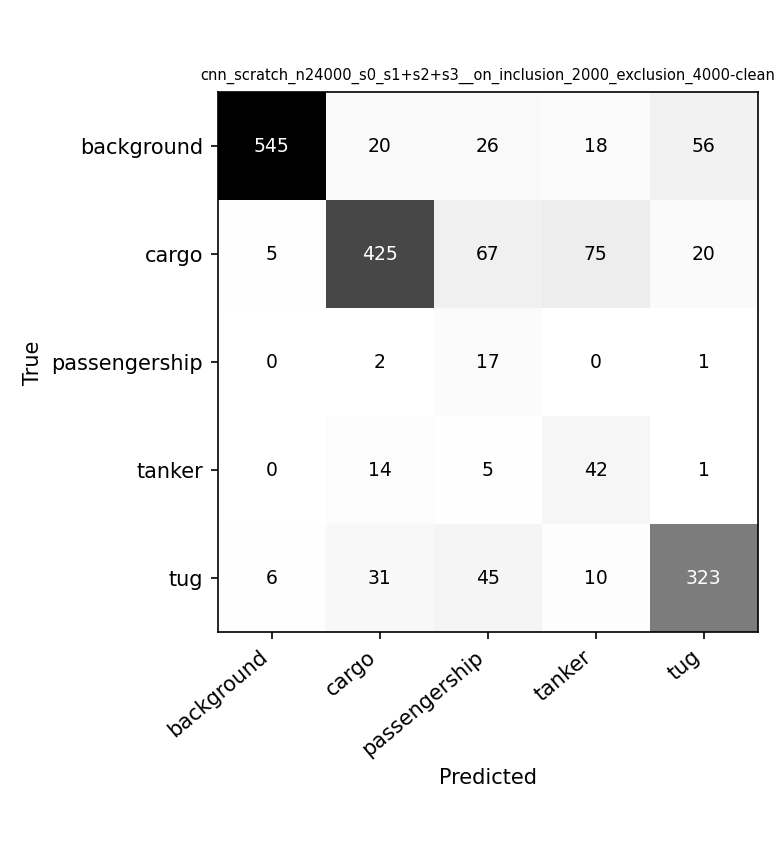 cnn_scratch_n24000_s0_s1+s2+s3__on_inclusion_2000_exclusion_4000-clean
background 545 20 26 18 56
cargo 5 425 67 75 20
True
passengership 0 2 17 0 1
tanker 0 14 5 42 1
tug 6 31 45 10 323
background cargo passengership tanker tug
Predicted